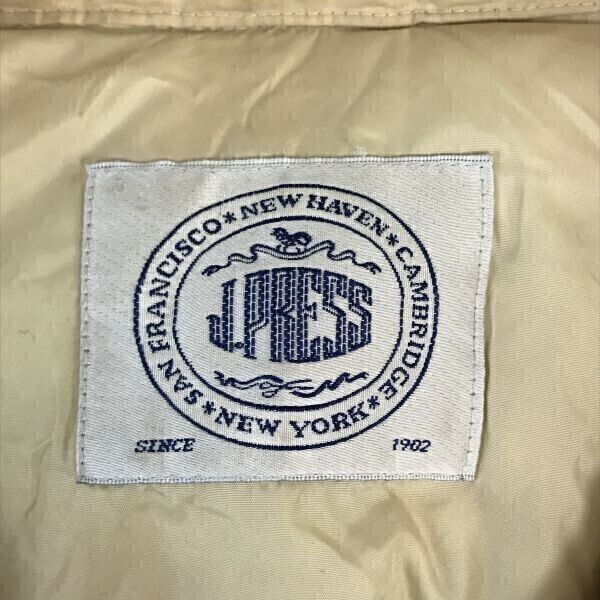 SAN FRANCISCO * NEW HAVEN * CAMBRIDGE * NEW YORK *
J.PRESS
SINCE 1902